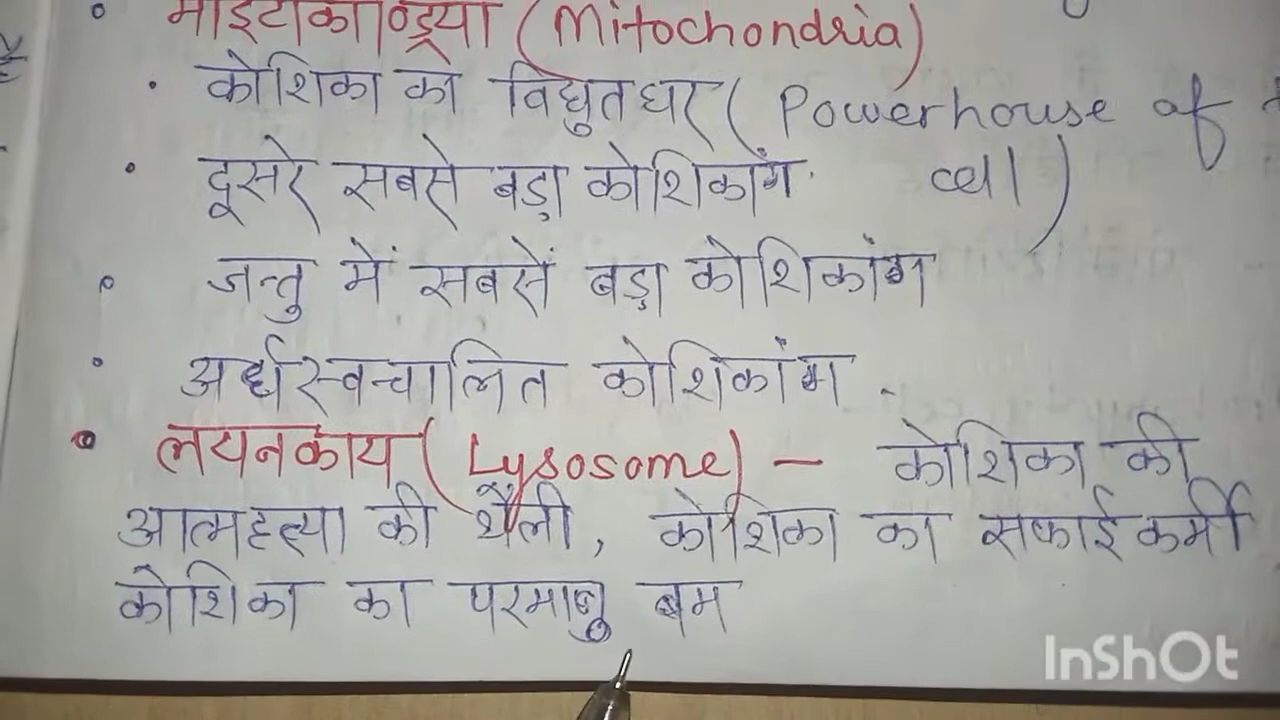 माइटोकॉण्ड्रिया (Mitochondria)
कोशिका का विद्युतघर ( Powerhouse of
दूसरे सबसे बड़ा कोशिकांग cell )
जन्तु में सबसें बड़ा कोशिकांग
अर्धस्वचालित कोशिकांग .
लयनकाय ( Lysosome) – कोशिका की
आत्महत्या की थैली , कोशिका का सफाईकर्मी
कोशिका का परमाणु बम
InShOt